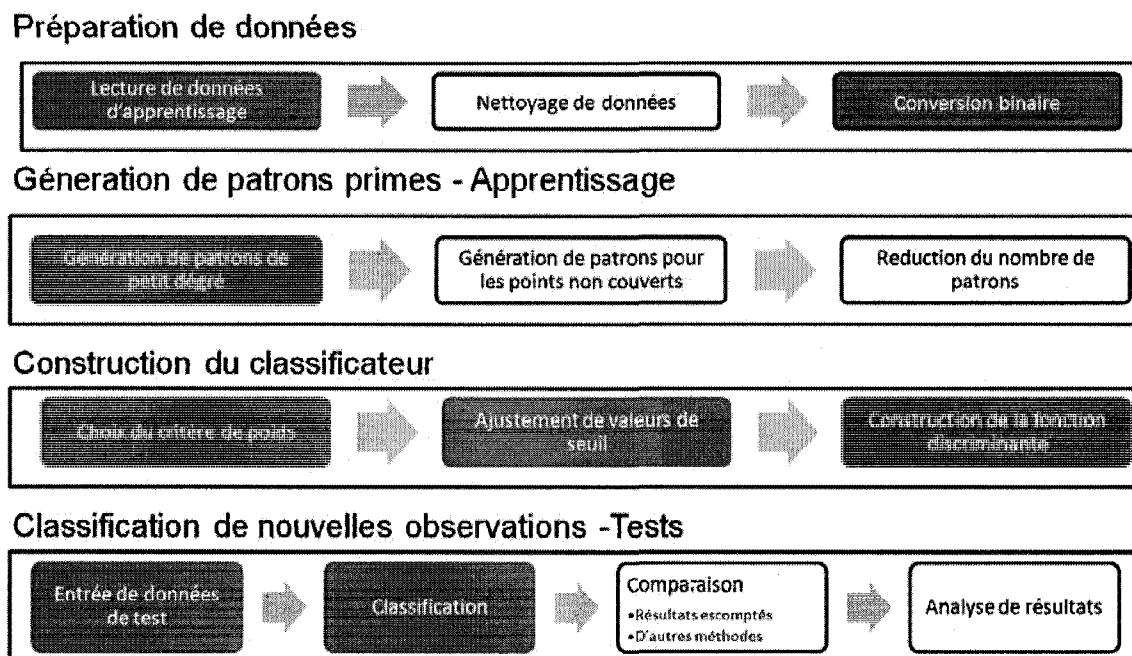 Préparation de données
Lecture de données
d'apprentissage
Nettoyage de données
Conversion binaire
Géneration de patrons primes - Apprentissage
Génération de patrons de
petit dégré
Génération de patrons pour
les points non couverts
Reduction du nombre de
patrons
Construction du classificateur
Choix du critère de poids
Ajustement de valeurs de
seuil
Construction de la fonction
discriminante
Classification de nouvelles observations -Tests
Entrée de données
de test
Classification
Comparaison
•Résultats escomptés
•D'autres méthodes
Analyse de résultats